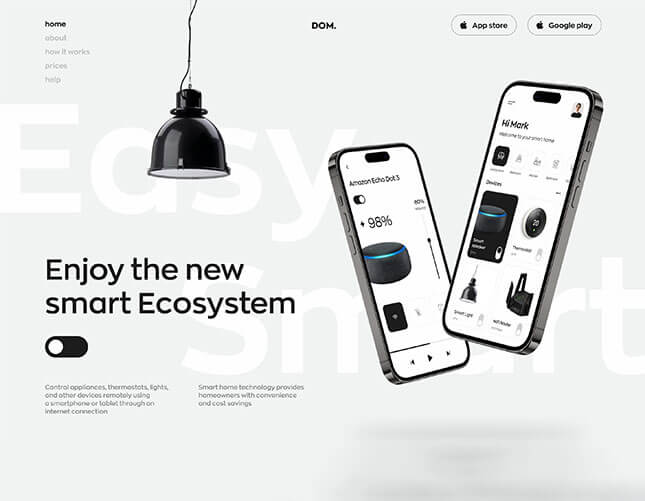 home
about
how it works
prices
help
DOM.
App store
Google play
Easy
Smart
Enjoy the new
smart Ecosystem
Control appliances, thermostats, lights,
and other devices remotely using
a smartphone or tablet through an
internet connection
Smart home technology provides
homeowners with convenience
and cost savings
Amazon Echo Dot 3
80%
+ 98%
Hi Mark
Welcome to your smart home
Devices
Smart
speaker
Thermostat
20
Smart Light
wifi Router